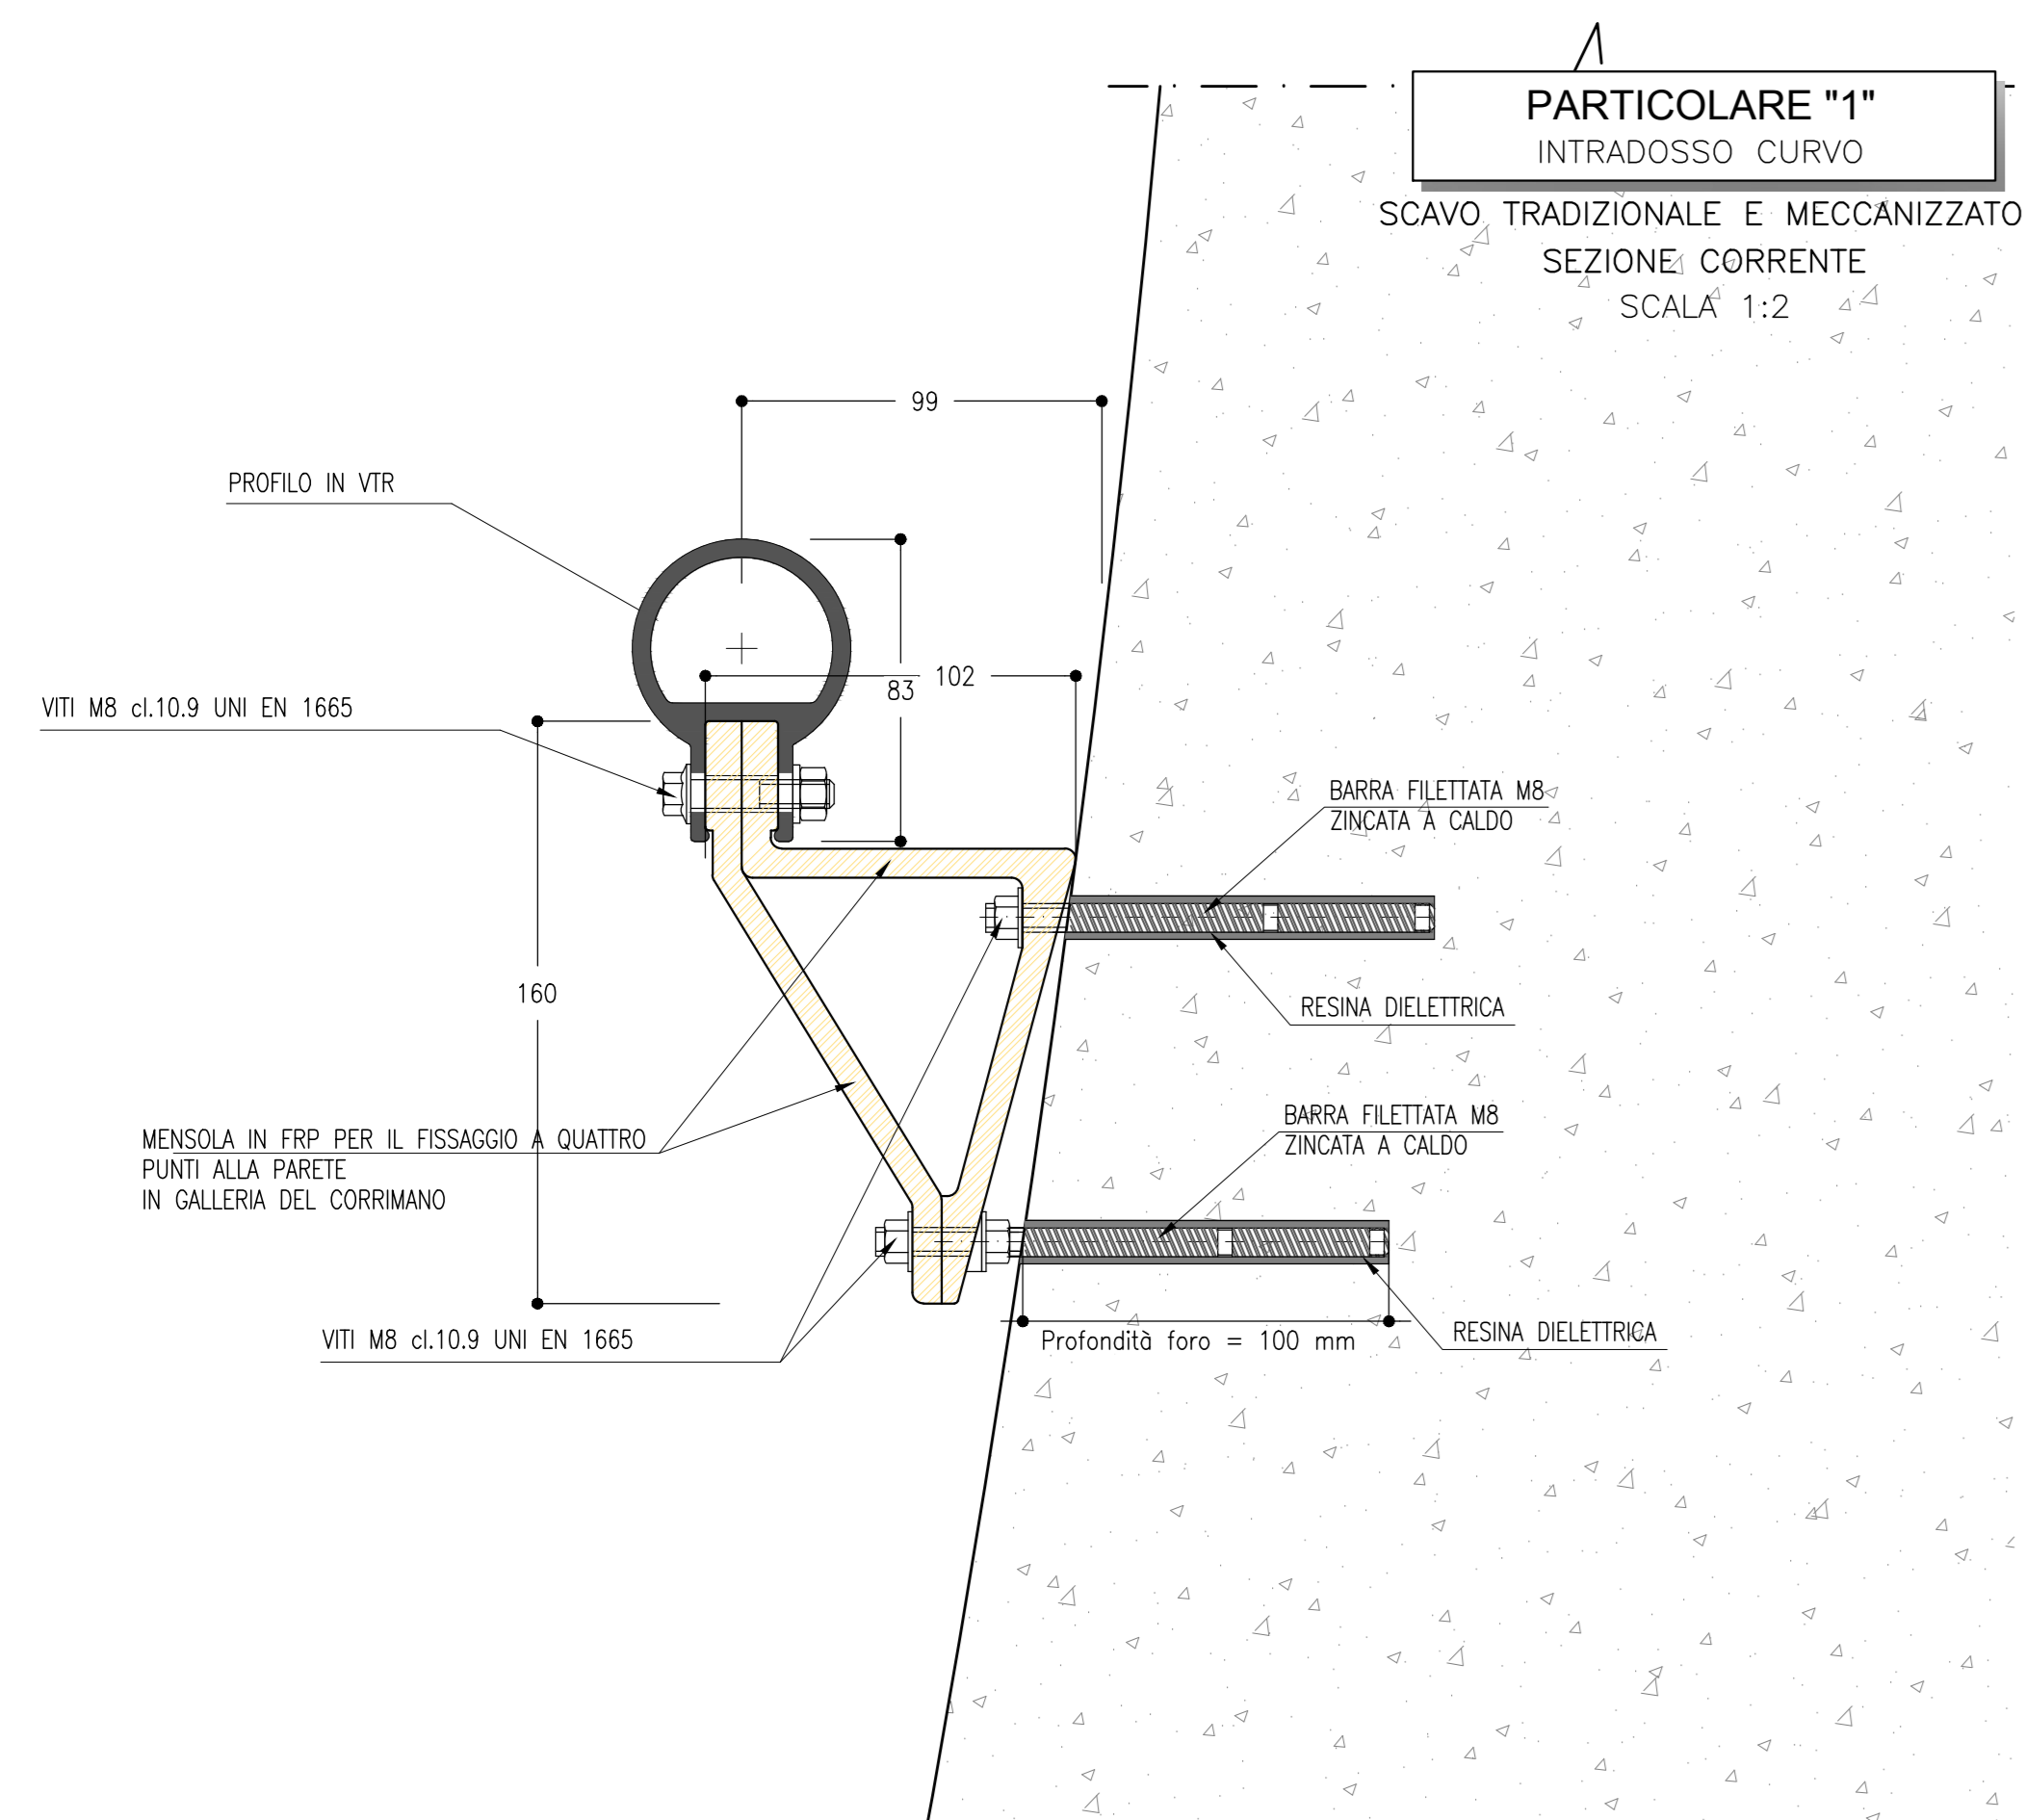 PARTICOLARE "1"
INTRADOSSO CURVO
SCAVO TRADIZIONALE E MECCANIZZATO
SEZIONE CORRENTE
SCALA 1:2
99
PROFILO IN VTR
102
83
VITI M8 cl.10.9 UNI EN 1665
BARRA FILETTATA M8
ZINCATA A CALDO
160
RESINA DIELETTRICA
BARRA FILETTATA M8
ZINCATA A CALDO
MENSOLA IN FRP PER IL FISSAGGIO A QUATTRO
PUNTI ALLA PARETE
IN GALLERIA DEL CORRIMANO
VITI M8 cl.10.9 UNI EN 1665
Profondità foro = 100 mm
RESINA DIELETTRICA